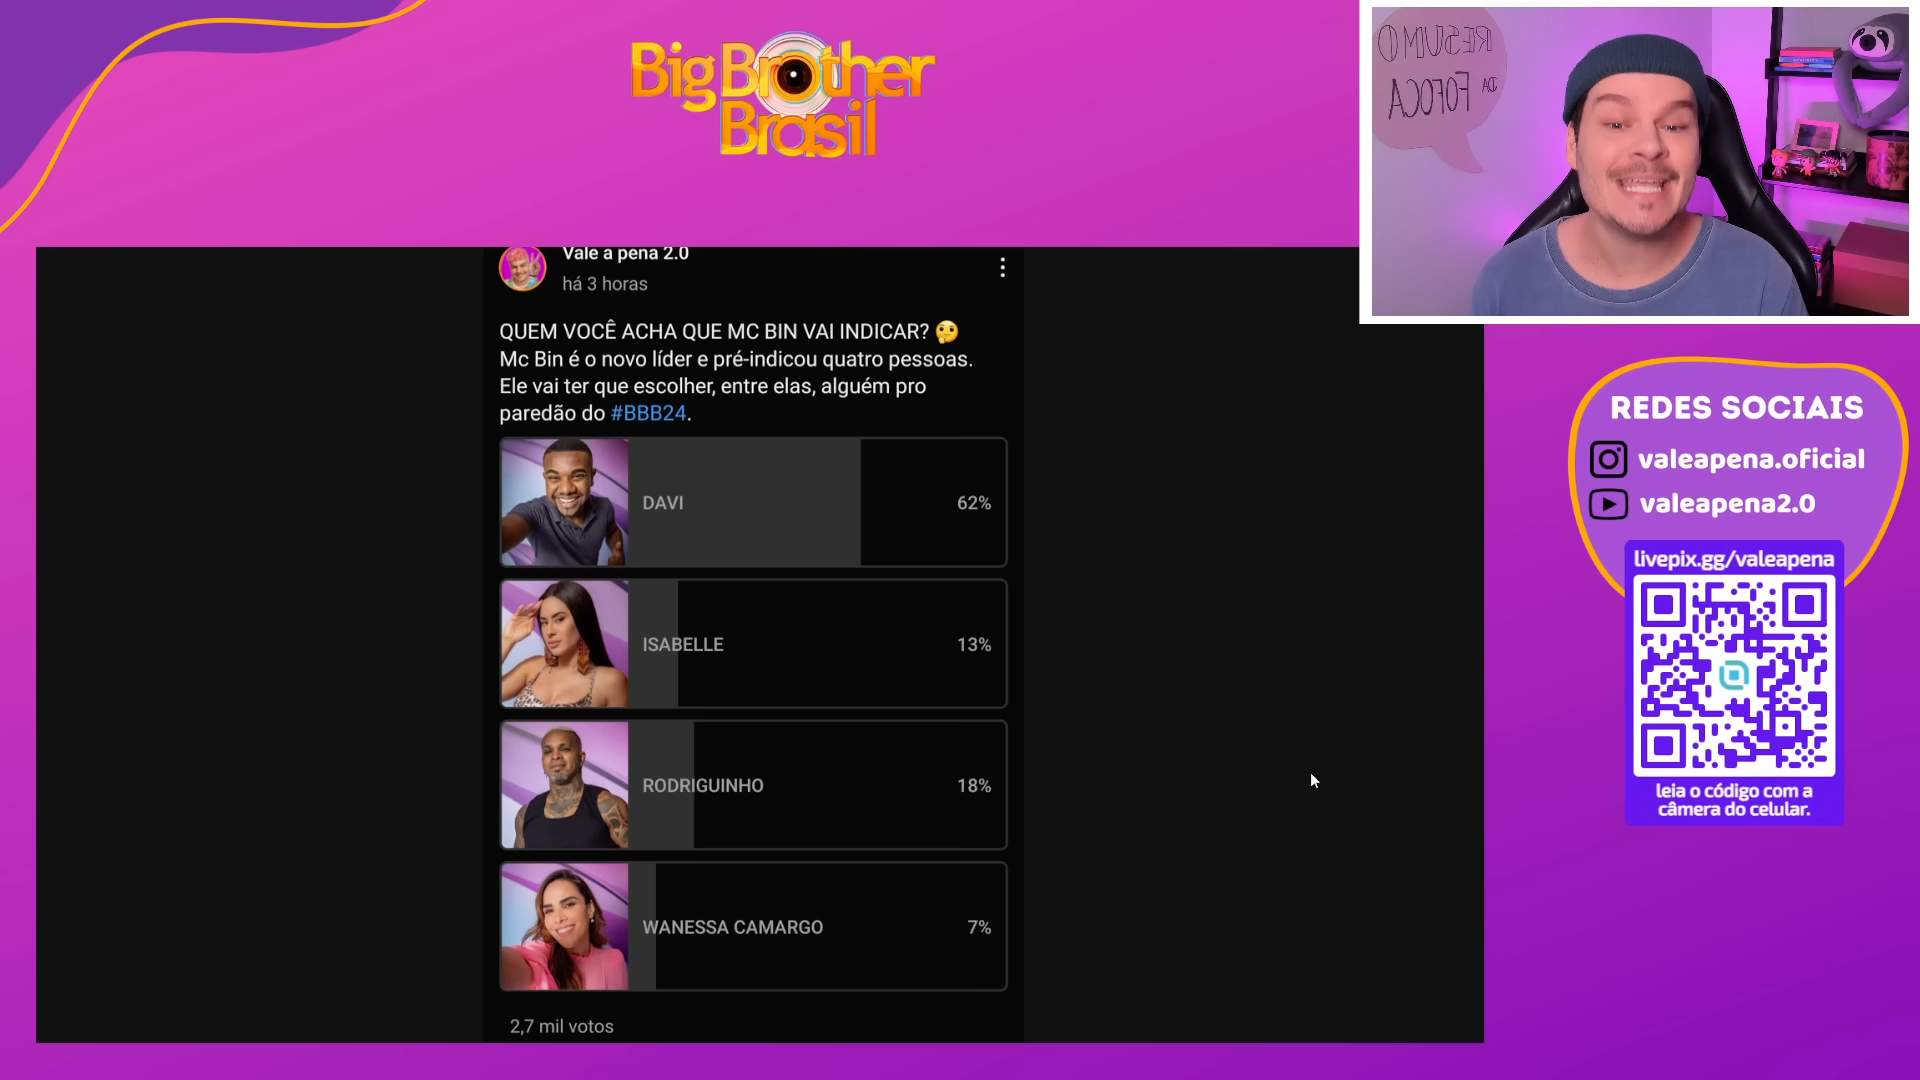 Big Brother
Brasil
RESUMO
DA
FOFOCA
Vale a pena 2.0
há 3 horas
QUEM VOCÊ ACHA QUE MC BIN VAI INDICAR? 🤔
Mc Bin é o novo líder e pré-indicou quatro pessoas.
Ele vai ter que escolher, entre elas, alguém pro
paredão do #BBB24.
DAVI 62%
ISABELLE 13%
RODRIGUINHO 18%
WANESSA CAMARGO 7%
2,7 mil votos
REDES SOCIAIS
valeapena.oficial
valeapena2.0
livepix.gg/valeapena
leia o código com a
câmera do celular.